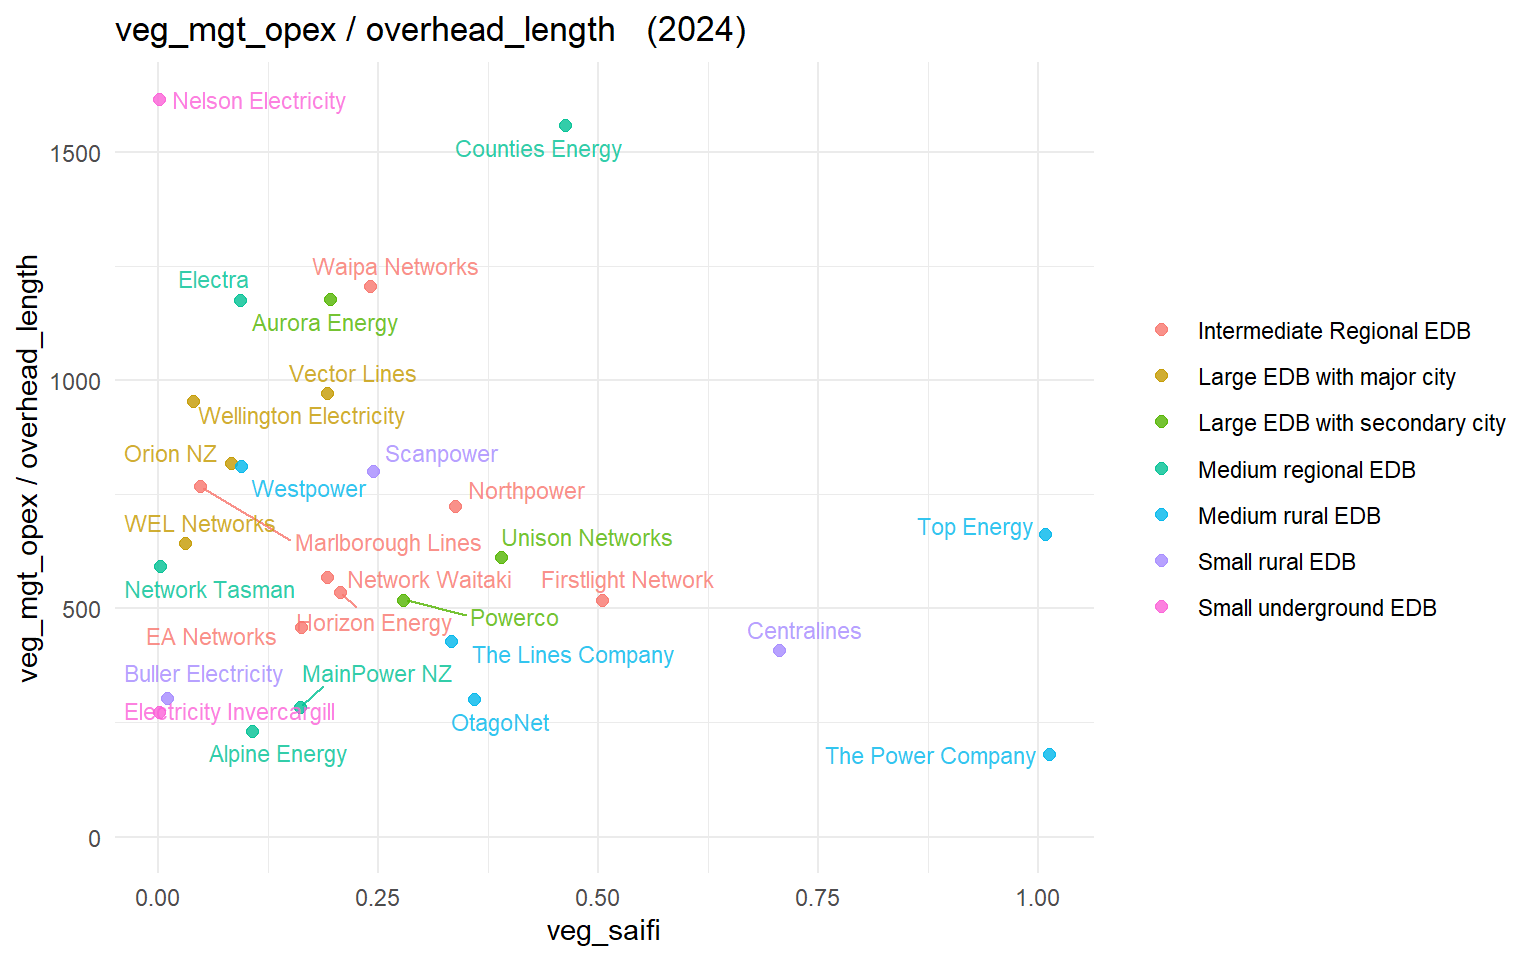 veg_mgt_opex / overhead_length (2024)
Nelson Electricity
Counties Energy
1500
Waipa Networks
Electra
Aurora Energy
Vector Lines
1000
Wellington Electricity
Orion NZ
Scanpower
Westpower
Northpower
WEL Networks
Top Energy
Marlborough Lines
Unison Networks
Network Tasman
Network Waitaki
Firstlight Network
500
Horizon Energy
Powerco
EA Networks
Centralines
The Lines Company
Buller Electricity
MainPower NZ
Electricity Invercargill
OtagoNet
Alpine Energy
The Power Company
0
0.00 0.25 0.50 0.75 1.00
veg_saifi
veg_mgt_opex / overhead_length
Intermediate Regional EDB
Large EDB with major city
Large EDB with secondary city
Medium regional EDB
Medium rural EDB
Small rural EDB
Small underground EDB